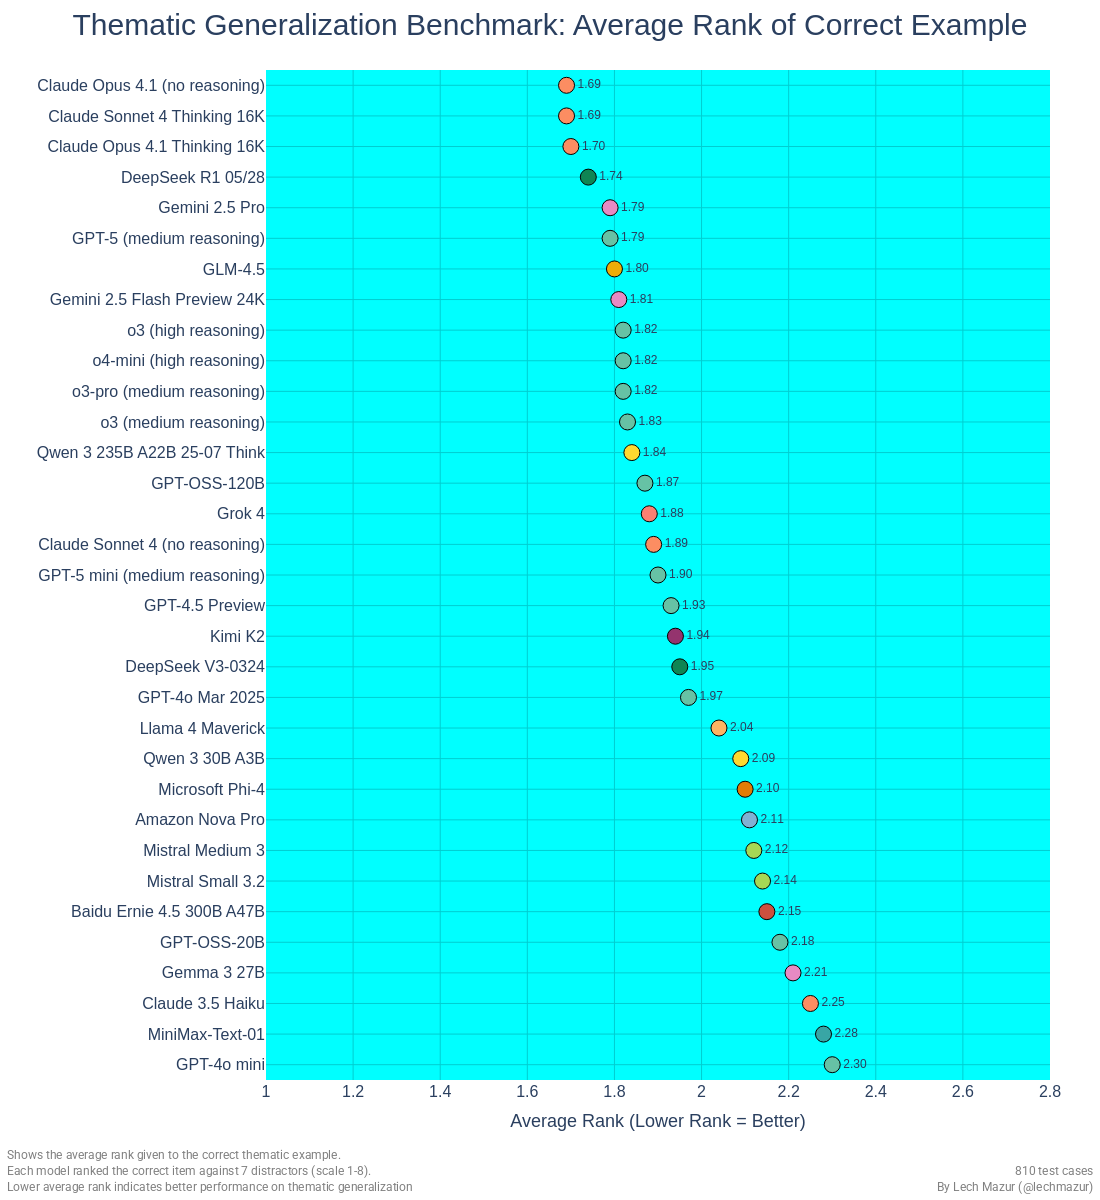 Thematic Generalization Benchmark: Average Rank of Correct Example
Claude Opus 4.1 (no reasoning) 1.69
Claude Sonnet 4 Thinking 16K 1.69
Claude Opus 4.1 Thinking 16K 1.70
DeepSeek R1 05/28 1.74
Gemini 2.5 Pro 1.79
GPT-5 (medium reasoning) 1.79
GLM-4.5 1.80
Gemini 2.5 Flash Preview 24K 1.81
o3 (high reasoning) 1.82
o4-mini (high reasoning) 1.82
o3-pro (medium reasoning) 1.82
o3 (medium reasoning) 1.83
Qwen 3 235B A22B 25-07 Think 1.84
GPT-OSS-120B 1.87
Grok 4 1.88
Claude Sonnet 4 (no reasoning) 1.89
GPT-5 mini (medium reasoning) 1.90
GPT-4.5 Preview 1.93
Kimi K2 1.94
DeepSeek V3-0324 1.95
GPT-4o Mar 2025 1.97
Llama 4 Maverick 2.04
Qwen 3 30B A3B 2.09
Microsoft Phi-4 2.10
Amazon Nova Pro 2.11
Mistral Medium 3 2.12
Mistral Small 3.2 2.14
Baidu Ernie 4.5 300B A47B 2.15
GPT-OSS-20B 2.18
Gemma 3 27B 2.21
Claude 3.5 Haiku 2.25
MiniMax-Text-01 2.28
GPT-4o mini 2.30
1 1.2 1.4 1.6 1.8 2 2.2 2.4 2.6 2.8
Average Rank (Lower Rank = Better)
Shows the average rank given to the correct thematic example.
Each model ranked the correct item against 7 distractors (scale 1-8).
Lower average rank indicates better performance on thematic generalization
810 test cases
By Lech Mazur (@lechmazur)